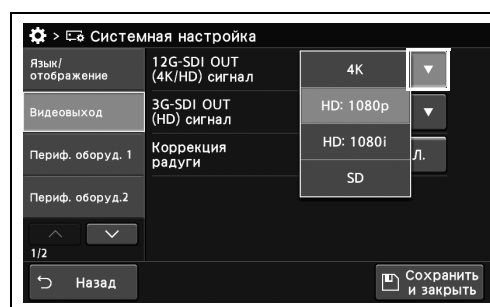 > Системная настройка
Язык/
отображение
12G-SDI OUT
(4K/HD) сигнал
4K
Видеовыход
3G-SDI OUT
(HD) сигнал
HD: 1080p
HD: 1080i
Периф. оборуд. 1
Коррекция
радуги
Л.
SD
Периф. оборуд.2
1/2
Назад
Сохранить
и закрыть